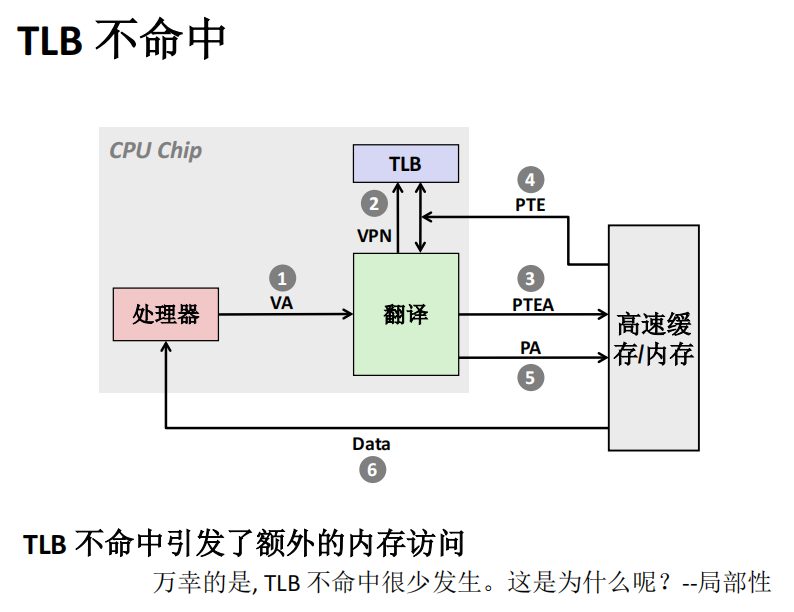 TLB 不命中
CPU Chip
TLB
2
VPN
4
PTE
1
VA
处理器
翻译
3
PTEA
PA
5
高速缓
存/内存
Data
6
TLB 不命中引发了额外的内存访问
万幸的是, TLB 不命中很少发生。这是为什么呢？--局部性